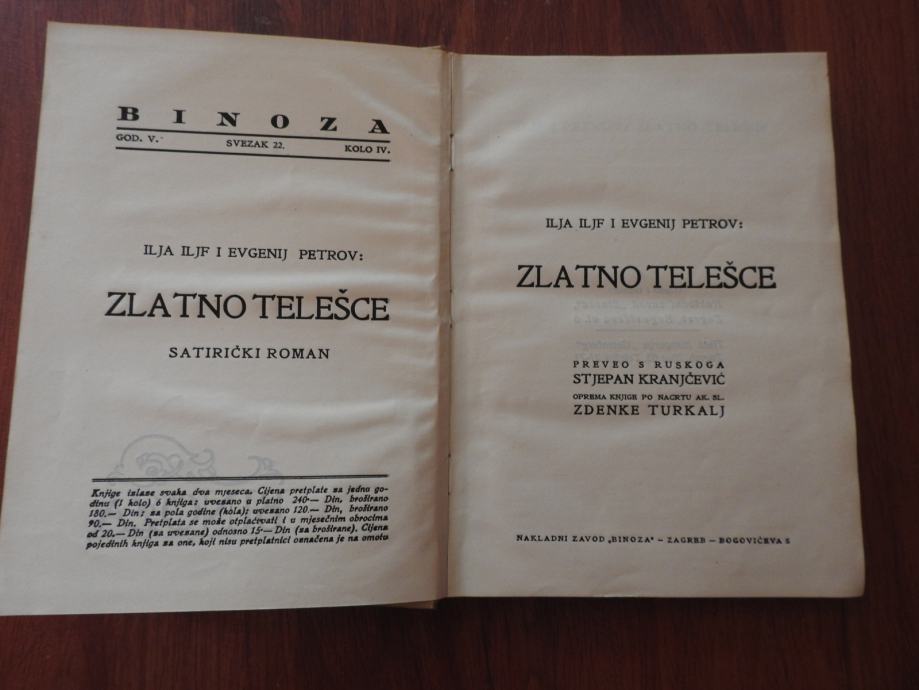 BINOZA
GOD. V. SVEZAK 22. KOLO IV.
ILJA ILJF I EVGENIJ PETROV:
ZLATNO TELEŠCE
SATIRIČKI ROMAN
Knjige izlaze svaka dva mjeseca. Cijena pretplate za jednu go-
dinu (1 kolo) 6 knjiga: uvezano u platno 240·— Din, broširano
180.— Din; za pola godine (kola): uvezano 120.— Din, broširano
90.— Din. Pretplata se može otplaćivati i u mjesečnim obrocima
od 20.— Din (za uvezane) odnosno 15·— Din (za broširane). Cijena
pojedinih knjiga za one, koji nisu pretplatnici označena je na omotu
ILJA ILJF I EVGENIJ PETROV:
ZLATNO TELEŠCE
PREVEO S RUSKOGA
STJEPAN KRANJČEVIĆ
OPREMA KNJIGE PO NACRTU AK. SL.
ZDENKE TURKALJ
NAKLADNI ZAVOD „BINOZA" – ZAGREB – BOGOVIĆEVA 5